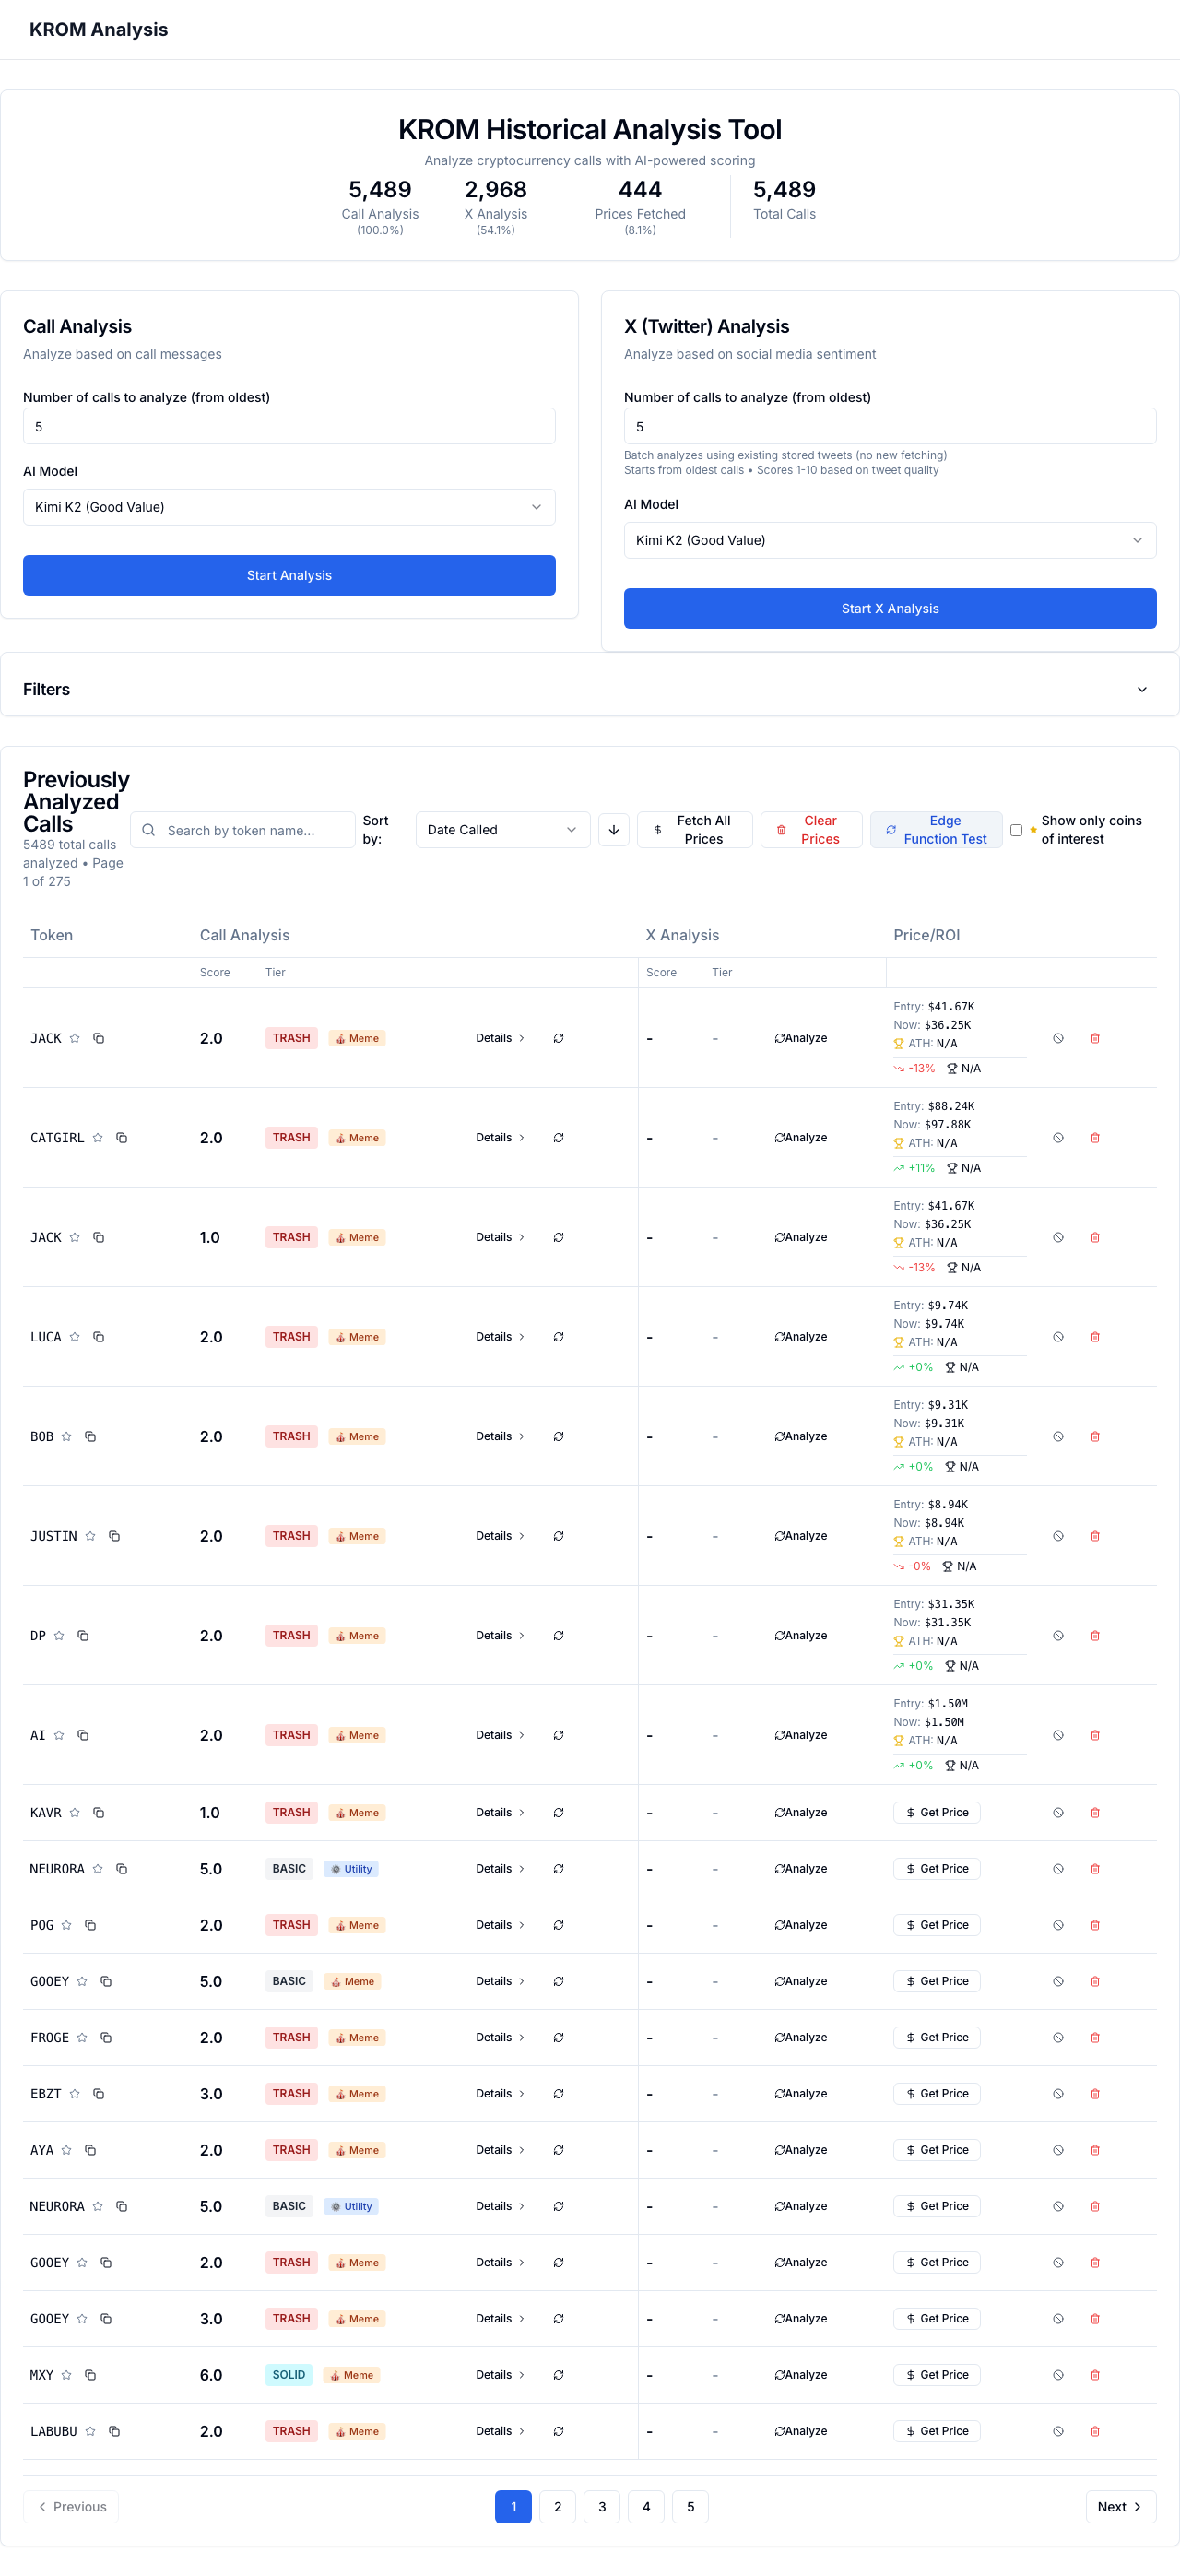 KROM Analysis
KROM Historical Analysis Tool
Analyze cryptocurrency calls with AI-powered scoring
5,489 2,968 444 5,489
Call Analysis X Analysis Prices Fetched Total Calls
(100.0%) (54.1%) (8.1%)
Call Analysis
Analyze based on call messages
Number of calls to analyze (from oldest)
5
AI Model
Kimi K2 (Good Value)
Start Analysis
X (Twitter) Analysis
Analyze based on social media sentiment
Number of calls to analyze (from oldest)
5
Batch analyzes using existing stored tweets (no new fetching)
Starts from oldest calls • Scores 1-10 based on tweet quality
AI Model
Kimi K2 (Good Value)
Start X Analysis
Filters
Previously
Analyzed
Calls
5489 total calls
analyzed • Page
1 of 275
Search by token name...
Sort
by:
Date Called
Fetch All
Prices
Clear
Prices
Edge
Function Test
Show only coins
of interest
Token Call Analysis X Analysis Price/ROI
Score Tier Score Tier
JACK 2.0 TRASH Meme Details - - Analyze
Entry: $41.67K
Now: $36.25K
ATH: N/A
-13% N/A
CATGIRL 2.0 TRASH Meme Details - - Analyze
Entry: $88.24K
Now: $97.88K
ATH: N/A
+11% N/A
JACK 1.0 TRASH Meme Details - - Analyze
Entry: $41.67K
Now: $36.25K
ATH: N/A
-13% N/A
LUCA 2.0 TRASH Meme Details - - Analyze
Entry: $9.74K
Now: $9.74K
ATH: N/A
+0% N/A
BOB 2.0 TRASH Meme Details - - Analyze
Entry: $9.31K
Now: $9.31K
ATH: N/A
+0% N/A
JUSTIN 2.0 TRASH Meme Details - - Analyze
Entry: $8.94K
Now: $8.94K
ATH: N/A
-0% N/A
DP 2.0 TRASH Meme Details - - Analyze
Entry: $31.35K
Now: $31.35K
ATH: N/A
+0% N/A
AI 2.0 TRASH Meme Details - - Analyze
Entry: $1.50M
Now: $1.50M
ATH: N/A
+0% N/A
KAVR 1.0 TRASH Meme Details - - Analyze $ Get Price
NEURORA 5.0 BASIC Utility Details - - Analyze $ Get Price
POG 2.0 TRASH Meme Details - - Analyze $ Get Price
GOOEY 5.0 BASIC Meme Details - - Analyze $ Get Price
FROGE 2.0 TRASH Meme Details - - Analyze $ Get Price
EBZT 3.0 TRASH Meme Details - - Analyze $ Get Price
AYA 2.0 TRASH Meme Details - - Analyze $ Get Price
NEURORA 5.0 BASIC Utility Details - - Analyze $ Get Price
GOOEY 2.0 TRASH Meme Details - - Analyze $ Get Price
GOOEY 3.0 TRASH Meme Details - - Analyze $ Get Price
MXY 6.0 SOLID Meme Details - - Analyze $ Get Price
LABUBU 2.0 TRASH Meme Details - - Analyze $ Get Price
Previous 1 2 3 4 5 Next